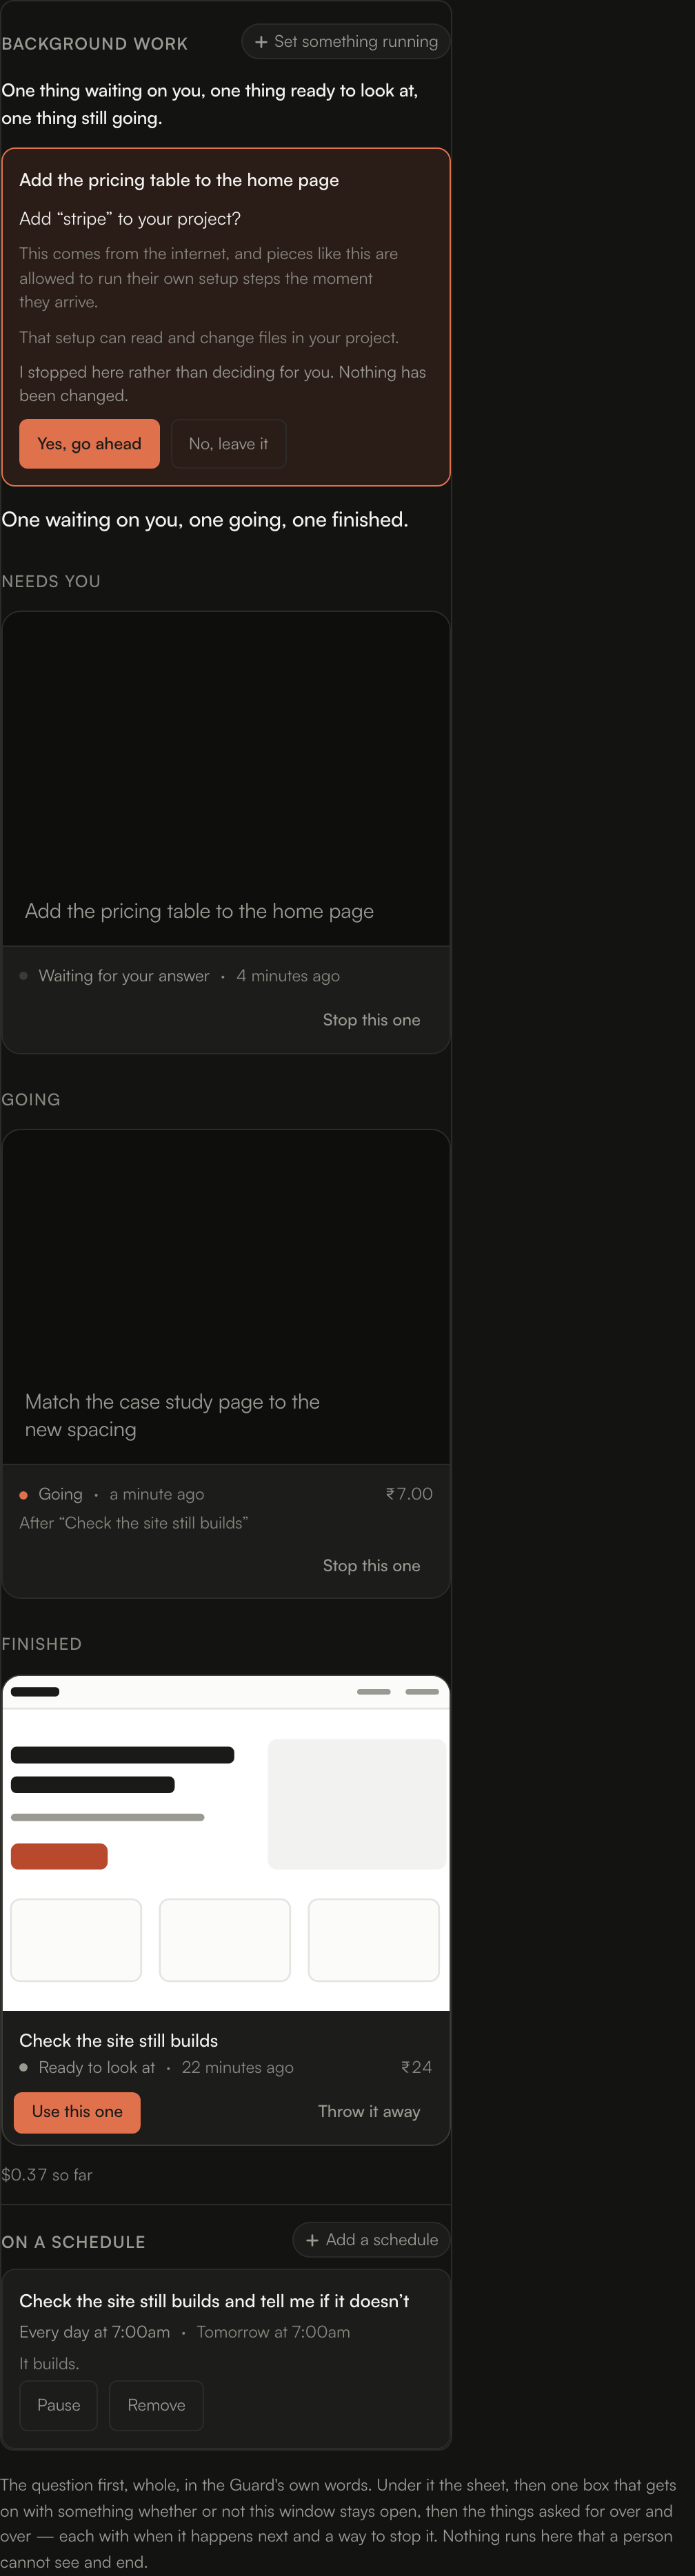 BACKGROUND WORK
+ Set something running
One thing waiting on you, one thing ready to look at,
one thing still going.
Add the pricing table to the home page
Add “stripe” to your project?
This comes from the internet, and pieces like this are
allowed to run their own setup steps the moment
they arrive.
That setup can read and change files in your project.
I stopped here rather than deciding for you. Nothing has
been changed.
Yes, go ahead
No, leave it
One waiting on you, one going, one finished.
NEEDS YOU
Add the pricing table to the home page
Waiting for your answer · 4 minutes ago
Stop this one
GOING
Match the case study page to the
new spacing
Going · a minute ago ₹7.00
After “Check the site still builds”
Stop this one
FINISHED
Check the site still builds
Ready to look at · 22 minutes ago ₹24
Use this one
Throw it away
$0.37 so far
ON A SCHEDULE
+ Add a schedule
Check the site still builds and tell me if it doesn’t
Every day at 7:00am · Tomorrow at 7:00am
It builds.
Pause
Remove
The question first, whole, in the Guard's own words. Under it the sheet, then one box that gets
on with something whether or not this window stays open, then the things asked for over and
over — each with when it happens next and a way to stop it. Nothing runs here that a person
cannot see and end.